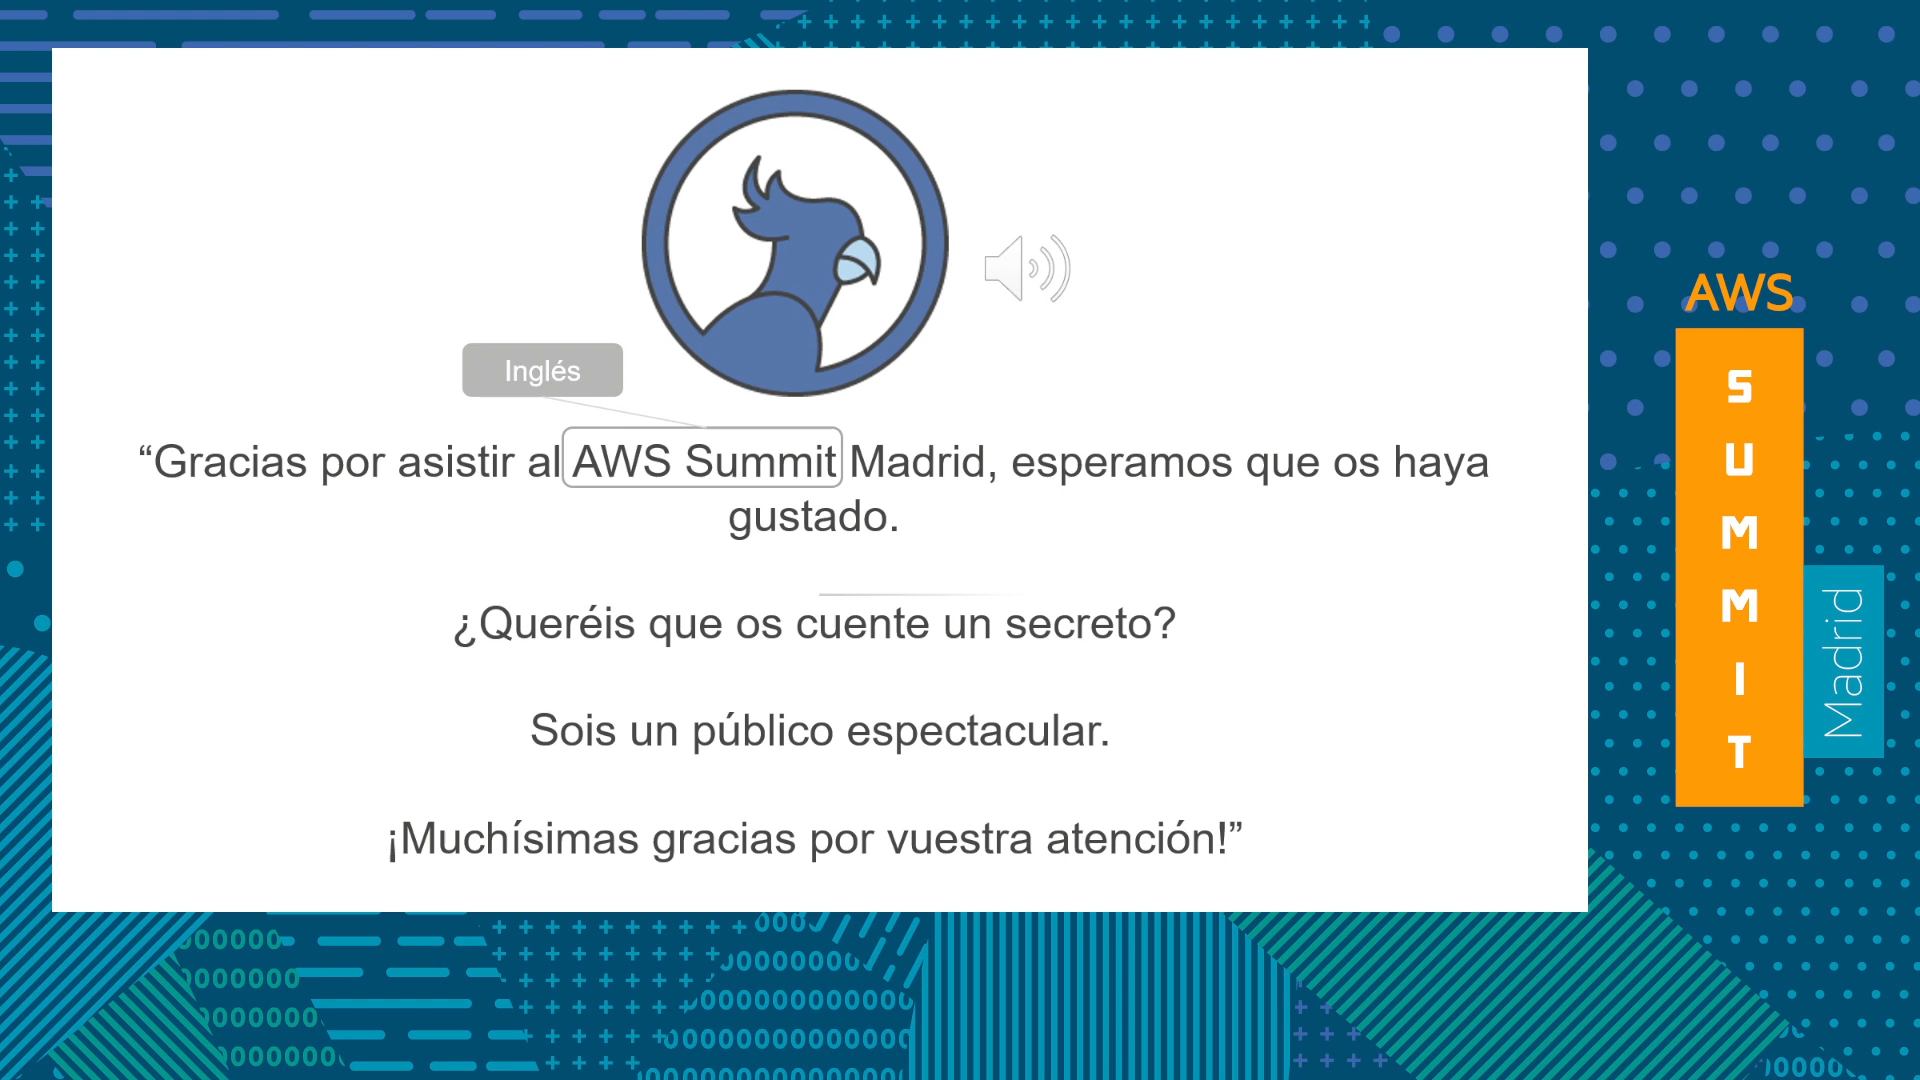 Inglés
“Gracias por asistir al AWS Summit Madrid, esperamos que os haya
gustado.
¿Queréis que os cuente un secreto?
Sois un público espectacular.
¡Muchísimas gracias por vuestra atención!”
AWS
SUMMIT
Madrid